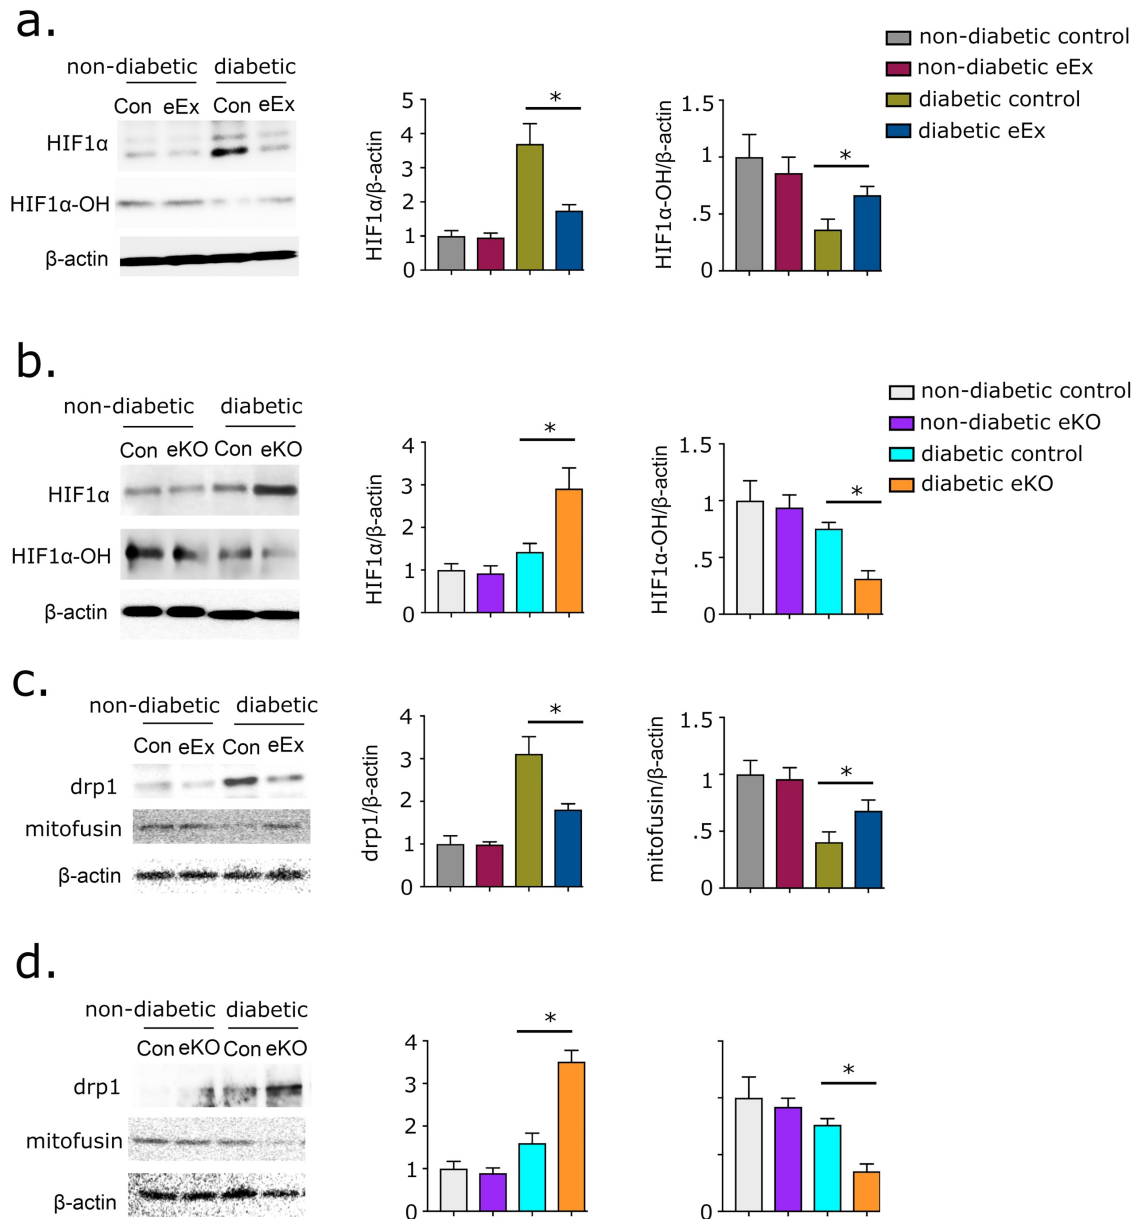 a.
non-diabetic diabetic
Con eEx Con eEx
HIF1α
HIF1α-OH
β-actin
HIF1α/β-actin
5
4
3
2
1
0
*
HIF1α-OH/β-actin
1.5
1
.5
0
*
non-diabetic control
non-diabetic eEx
diabetic control
diabetic eEx
b.
non-diabetic diabetic
Con eKO Con eKO
HIF1α
HIF1α-OH
β-actin
HIF1α/β-actin
4
3
2
1
0
*
HIF1α-OH/β-actin
1.5
1
.5
0
*
non-diabetic control
non-diabetic eKO
diabetic control
diabetic eKO
c.
non-diabetic diabetic
Con eEx Con eEx
drp1
mitofusin
β-actin
drp1/β-actin
4
3
2
1
0
*
mitofusin/β-actin
1.5
1
.5
0
*
d.
non-diabetic diabetic
Con eKO Con eKO
drp1
mitofusin
β-actin
4
3
2
1
0
*
*